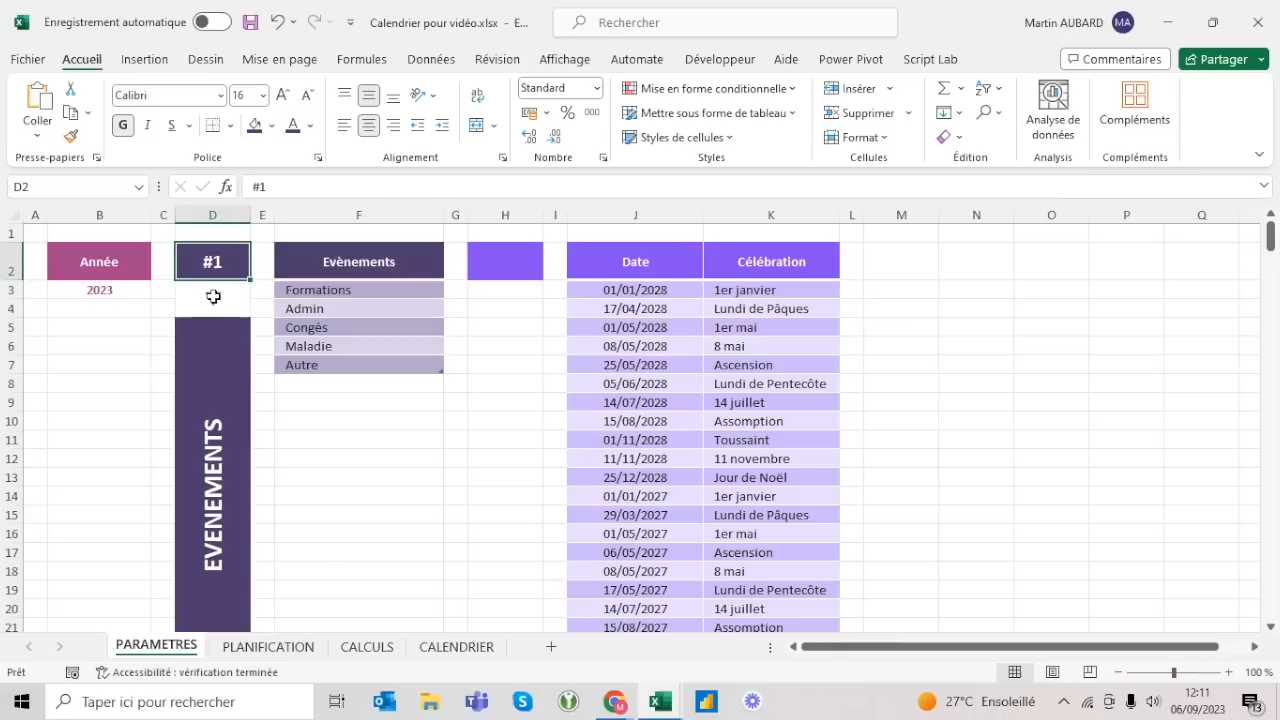 Enregistrement automatique
Calendrier pour vidéo.xlsx - E...
Rechercher
Martin AUBARD
MA
Fichier Accueil Insertion Dessin Mise en page Formules Données Révision Affichage Automate Développeur Aide Power Pivot Script Lab
Commentaires
Partager
Coller
Presse-papiers
Calibri 16
G I S
Police
Alignement
Standard
% 000
Nombre
Mise en forme conditionnelle
Mettre sous forme de tableau
Styles de cellules
Styles
Insérer
Supprimer
Format
Cellules
Édition
Analyse de
données
Analysis
Compléments
Compléments
D2
fx #1
A B C D E F G H I J K L M N O P Q
1
2 Année #1 Evènements Date Célébration
3 2023 Formations 01/01/2028 1er janvier
4 Admin 17/04/2028 Lundi de Pâques
5 Congés 01/05/2028 1er mai
6 Maladie 08/05/2028 8 mai
7 Autre 25/05/2028 Ascension
8 05/06/2028 Lundi de Pentecôte
9 14/07/2028 14 juillet
10 15/08/2028 Assomption
11 01/11/2028 Toussaint
12 11/11/2028 11 novembre
13 25/12/2028 Jour de Noël
14 01/01/2027 1er janvier
15 29/03/2027 Lundi de Pâques
16 01/05/2027 1er mai
17 06/05/2027 Ascension
18 08/05/2027 8 mai
19 17/05/2027 Lundi de Pentecôte
20 14/07/2027 14 juillet
21 15/08/2027 Assomption
EVENEMENTS
PARAMETRES PLANIFICATION CALCULS CALENDRIER
Prêt
Accessibilité : vérification terminée
100 %
Taper ici pour rechercher
27°C Ensoleillé
12:11
06/09/2023
13